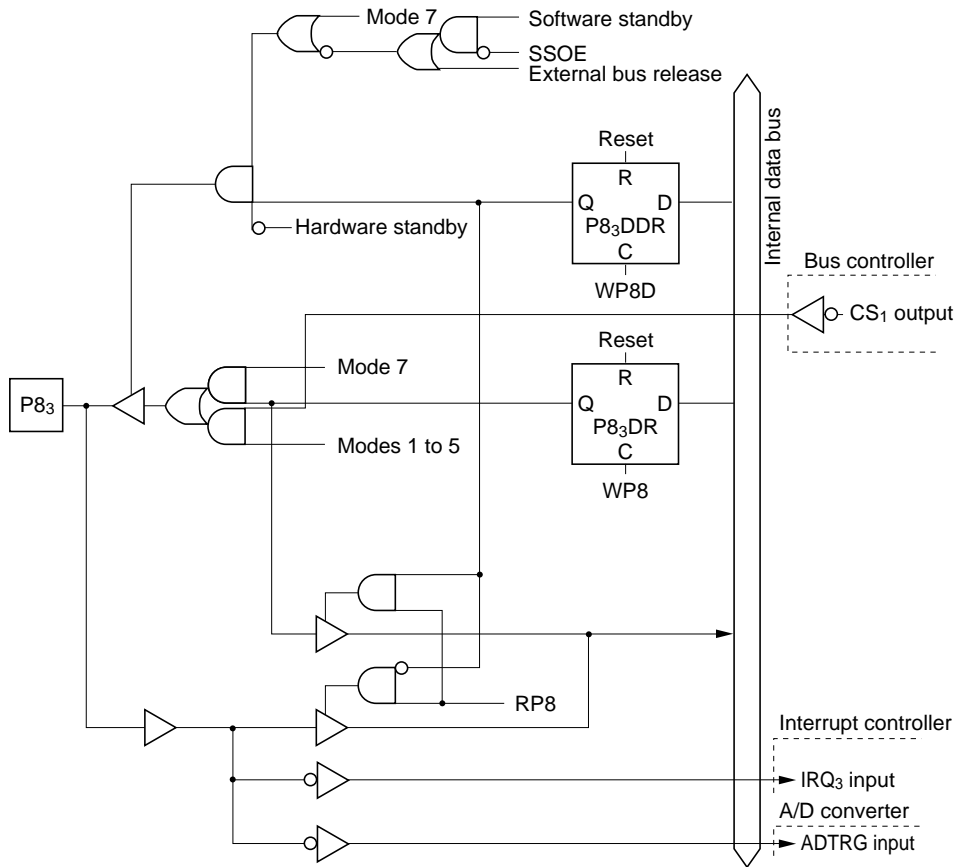 Mode 7
Software standby
SSOE
External bus release
Reset
R
Q D
P8₃DDR
C
WP8D
Hardware standby
Internal data bus
Bus controller
CS₁ output
Reset
R
Q D
P8₃DR
C
WP8
Mode 7
P8₃
Modes 1 to 5
RP8
Interrupt controller
IRQ₃ input
A/D converter
ADTRG input